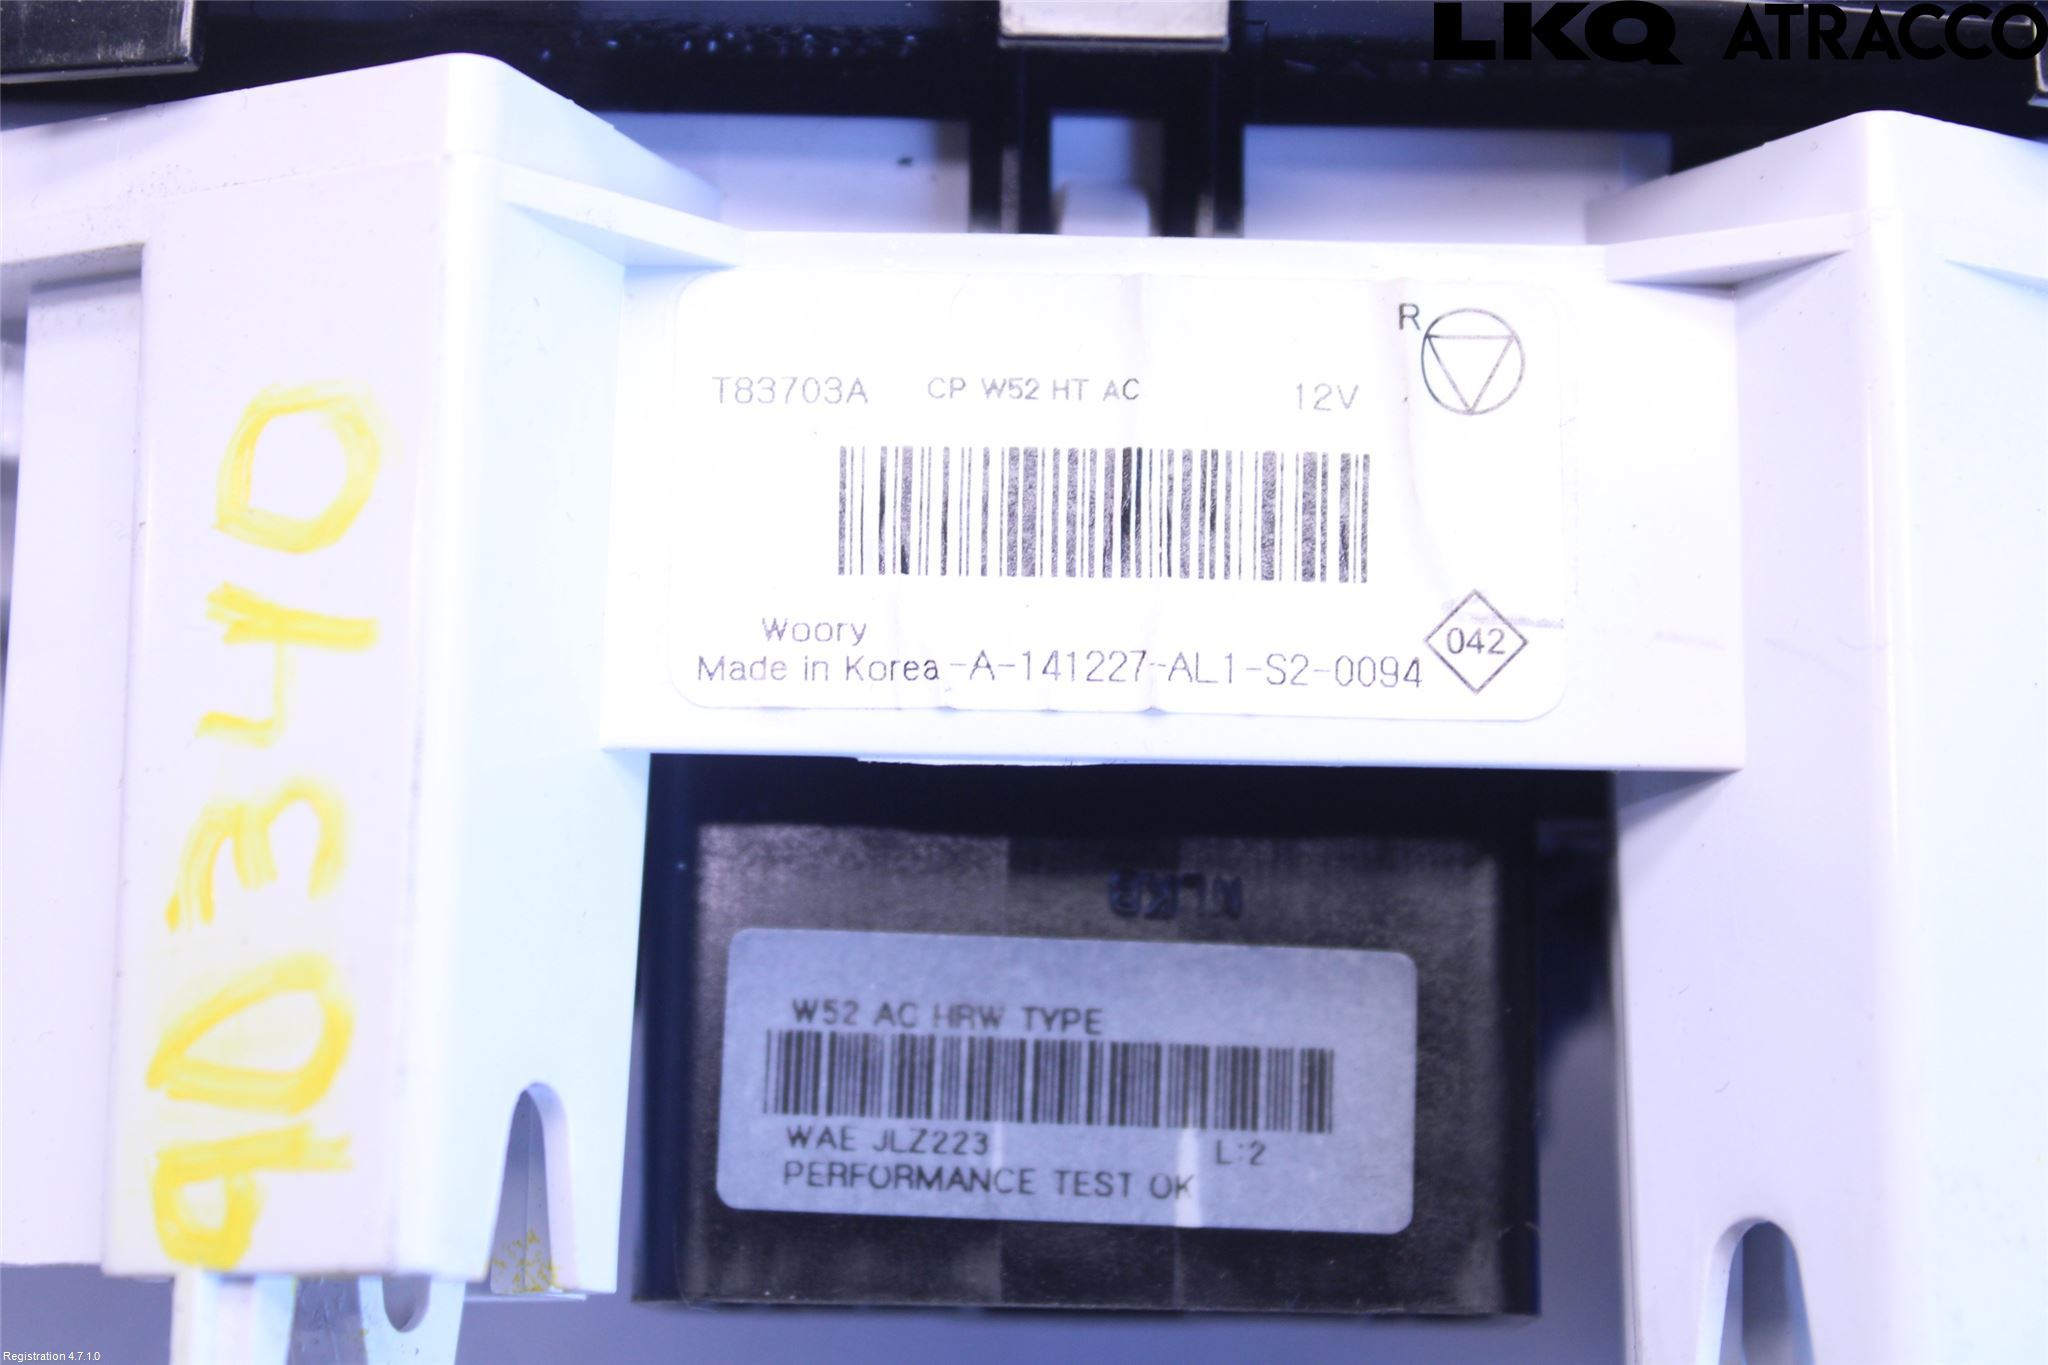 LKQ ATRACCO
R
T83703A CP W52 HT AC 12V
Woory
Made in Korea -A-141227-AL1-S2-0094
042
90340
W52 AC HRW TYPE
WAE JLZ223 L:2
PERFORMANCE TEST OK
Registration 4.7.1.0